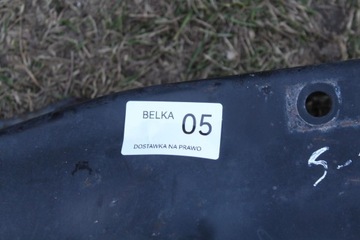 BELKA 05
DOSTAWKA NA PRAWO
S-